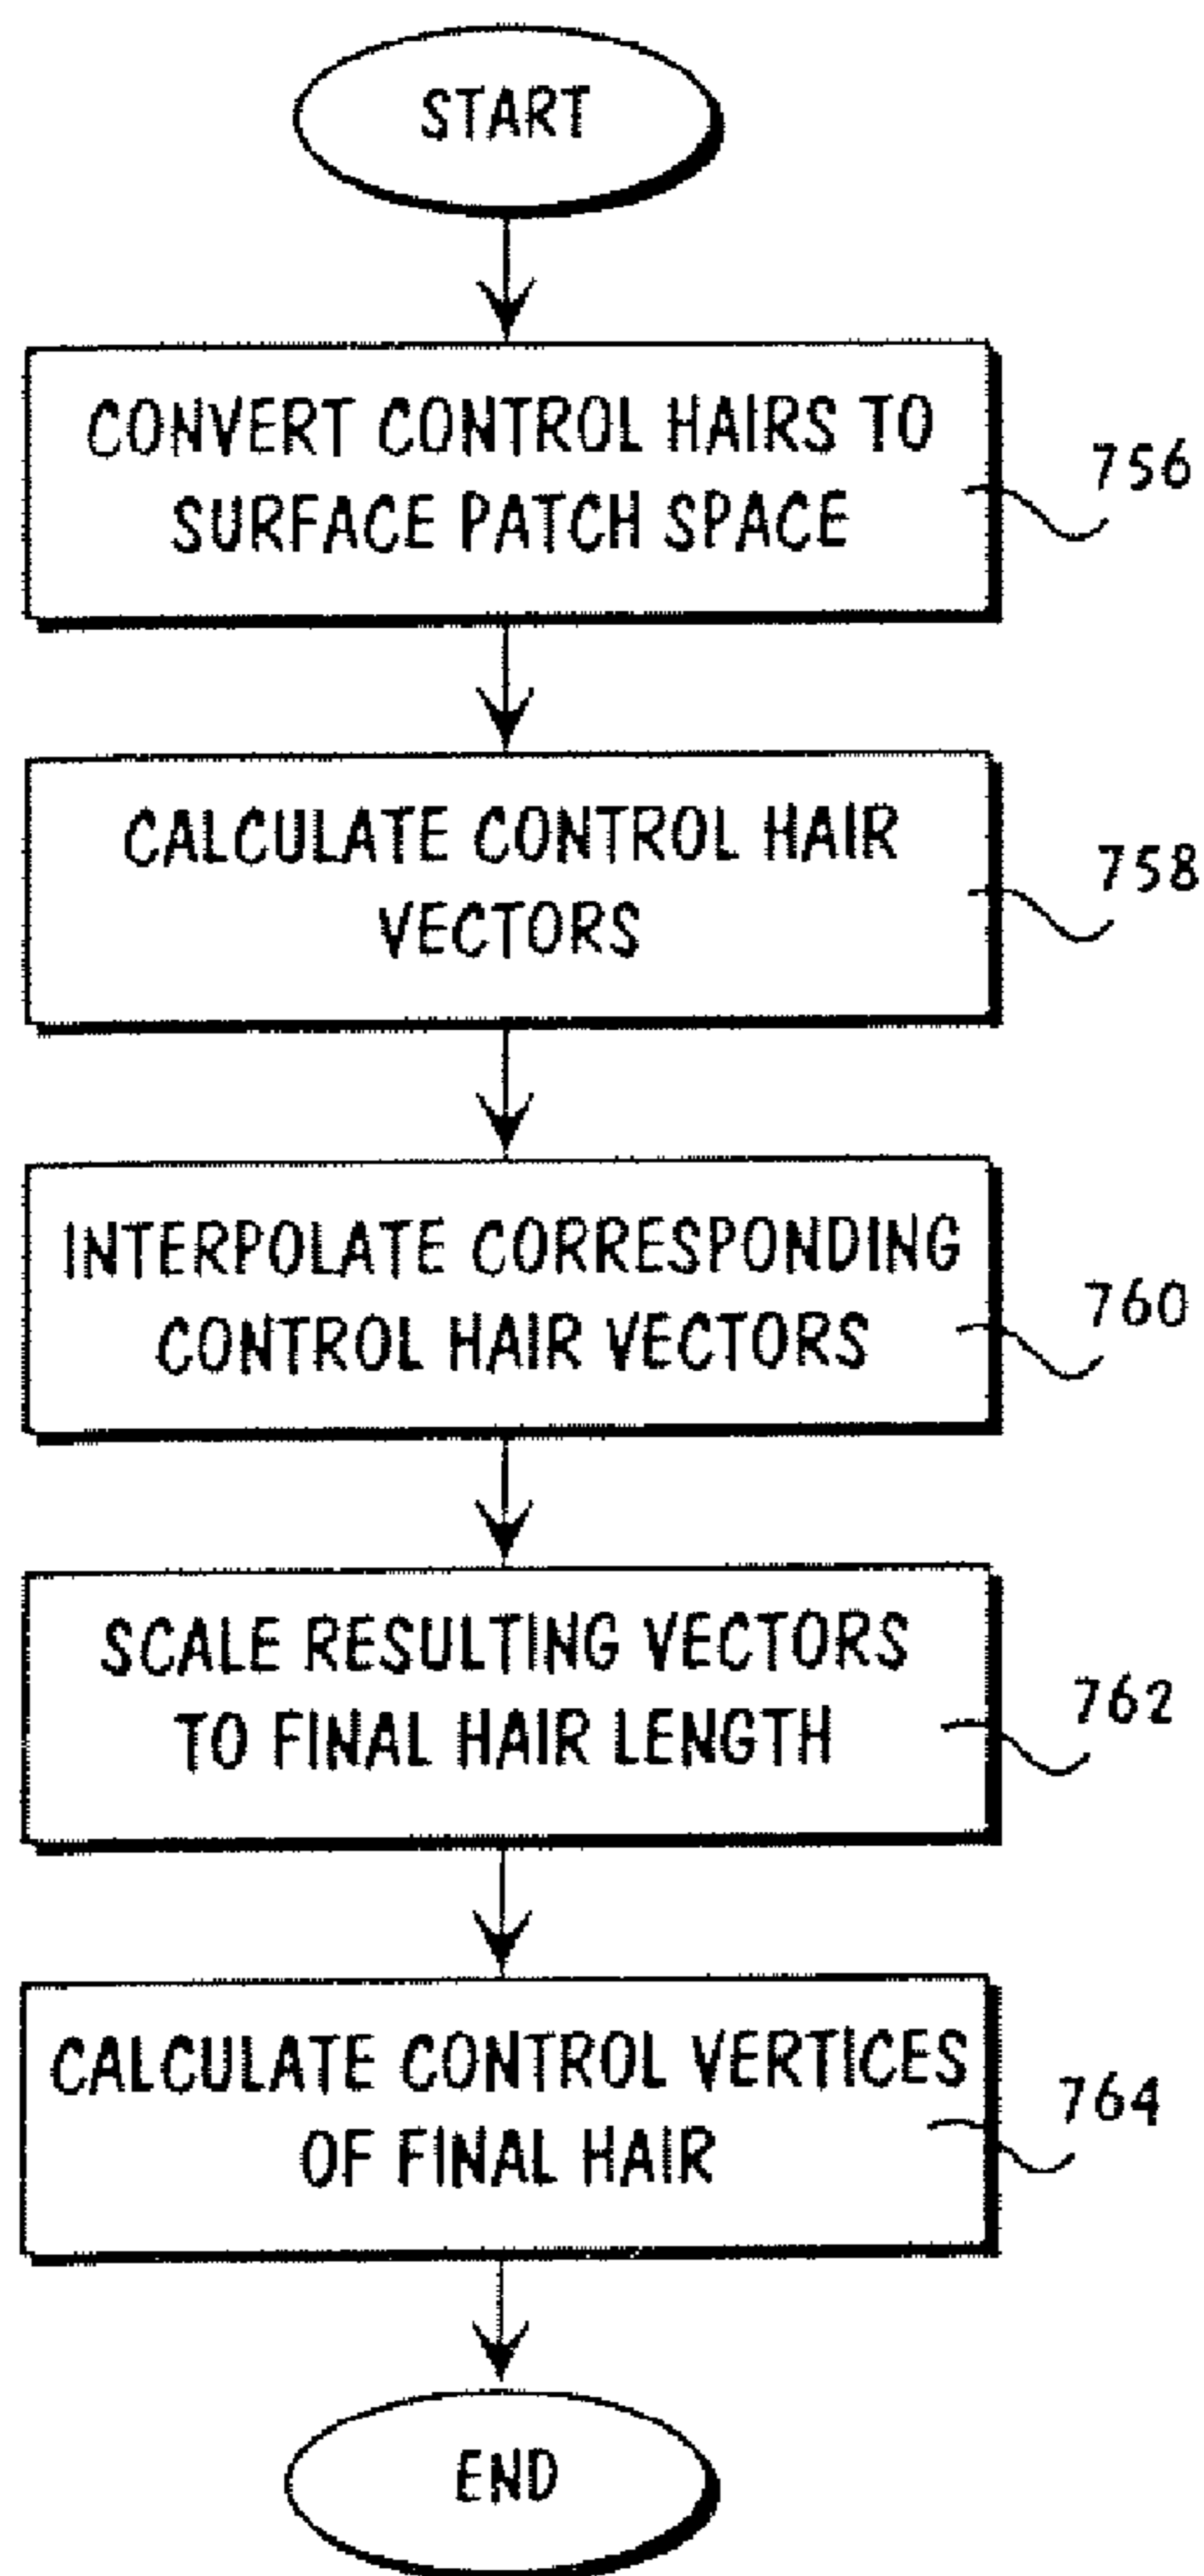 START
CONVERT CONTROL HAIRS TO
SURFACE PATCH SPACE
756
CALCULATE CONTROL HAIR
VECTORS
758
INTERPOLATE CORRESPONDING
CONTROL HAIR VECTORS
760
SCALE RESULTING VECTORS
TO FINAL HAIR LENGTH
762
CALCULATE CONTROL VERTICES
OF FINAL HAIR
764
END